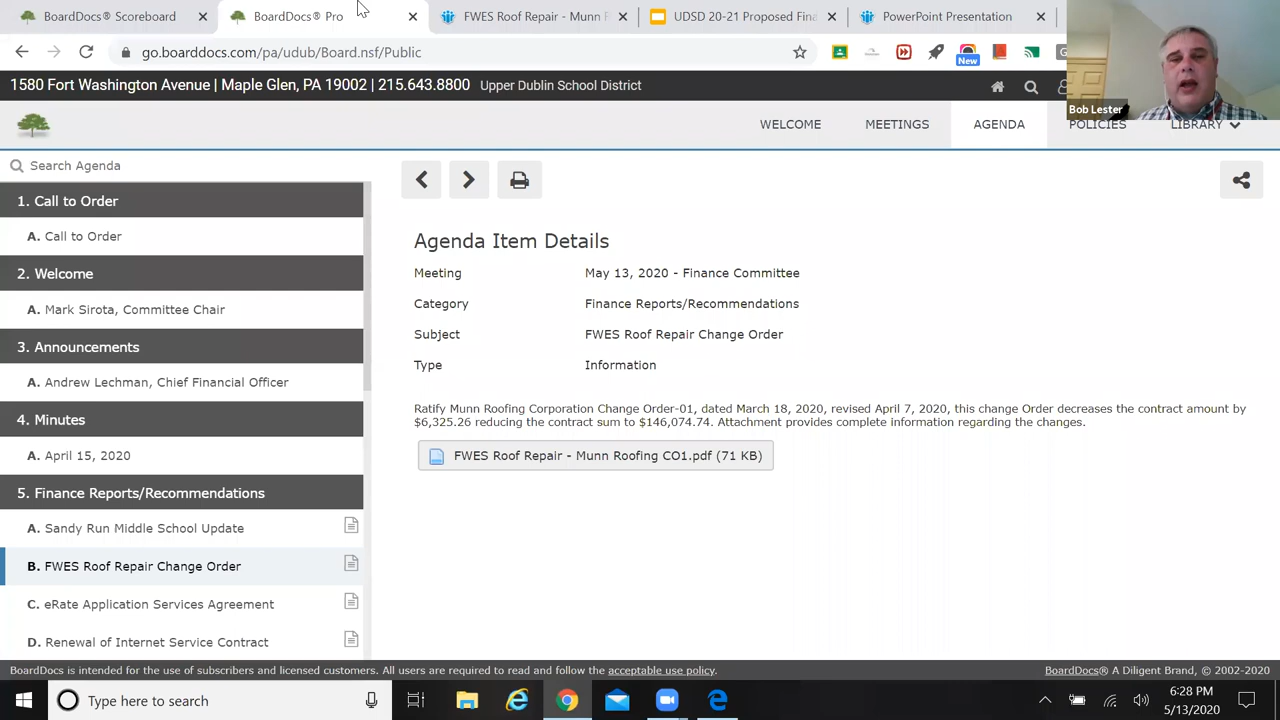 BoardDocs® Scoreboard
BoardDocs® Pro
FWES Roof Repair - Munn R
UDSD 20-21 Proposed Fina
PowerPoint Presentation
go.boarddocs.com/pa/udub/Board.nsf/Public
New
G
Bob Lester
1580 Fort Washington Avenue | Maple Glen, PA 19002 | 215.643.8800 Upper Dublin School District
WELCOME MEETINGS AGENDA POLICIES LIBRARY
Search Agenda
1. Call to Order
A. Call to Order
2. Welcome
A. Mark Sirota, Committee Chair
3. Announcements
A. Andrew Lechman, Chief Financial Officer
4. Minutes
A. April 15, 2020
5. Finance Reports/Recommendations
A. Sandy Run Middle School Update
B. FWES Roof Repair Change Order
C. eRate Application Services Agreement
D. Renewal of Internet Service Contract
Agenda Item Details
Meeting May 13, 2020 - Finance Committee
Category Finance Reports/Recommendations
Subject FWES Roof Repair Change Order
Type Information
Ratify Munn Roofing Corporation Change Order-01, dated March 18, 2020, revised April 7, 2020, this change Order decreases the contract amount by
$6,325.26 reducing the contract sum to $146,074.74. Attachment provides complete information regarding the changes.
FWES Roof Repair - Munn Roofing CO1.pdf (71 KB)
BoardDocs is intended for the use of subscribers and licensed customers. All users are required to read and follow the acceptable use policy.
BoardDocs® A Diligent Brand, © 2002-2020
Type here to search
6:28 PM
5/13/2020